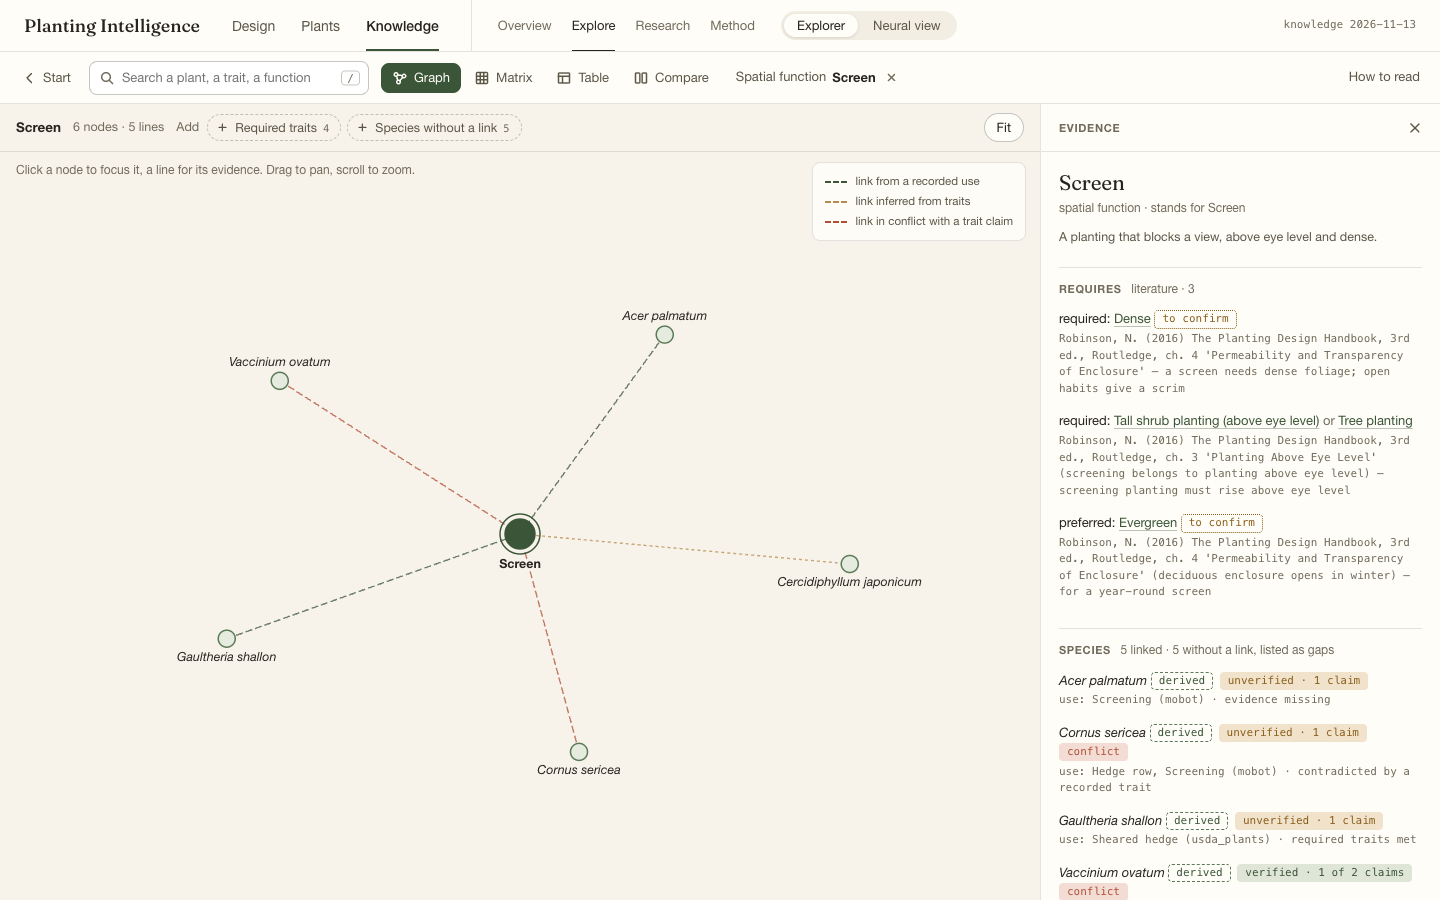 Planting Intelligence
Design
Plants
Knowledge
Overview
Explore
Research
Method
Explorer
Neural view
knowledge 2026-11-13
Start
Search a plant, a trait, a function
/
Graph
Matrix
Table
Compare
Spatial function Screen ×
How to read
Screen 6 nodes · 5 lines Add + Required traits 4 + Species without a link 5
Fit
Click a node to focus it, a line for its evidence. Drag to pan, scroll to zoom.
link from a recorded use
link inferred from traits
link in conflict with a trait claim
Acer palmatum
Vaccinium ovatum
Screen
Cercidiphyllum japonicum
Gaultheria shallon
Cornus sericea
EVIDENCE
×
Screen
spatial function · stands for Screen
A planting that blocks a view, above eye level and dense.
REQUIRES literature · 3
required: Dense to confirm
Robinson, N. (2016) The Planting Design Handbook, 3rd
ed., Routledge, ch. 4 'Permeability and Transparency
of Enclosure' — a screen needs dense foliage; open
habits give a scrim
required: Tall shrub planting (above eye level) or Tree planting
Robinson, N. (2016) The Planting Design Handbook, 3rd
ed., Routledge, ch. 3 'Planting Above Eye Level'
(screening belongs to planting above eye level) —
screening planting must rise above eye level
preferred: Evergreen to confirm
Robinson, N. (2016) The Planting Design Handbook, 3rd
ed., Routledge, ch. 4 'Permeability and Transparency
of Enclosure' (deciduous enclosure opens in winter) —
for a year-round screen
SPECIES 5 linked · 5 without a link, listed as gaps
Acer palmatum derived unverified · 1 claim
use: Screening (mobot) · evidence missing
Cornus sericea derived unverified · 1 claim
conflict
use: Hedge row, Screening (mobot) · contradicted by a
recorded trait
Gaultheria shallon derived unverified · 1 claim
use: Sheared hedge (usda_plants) · required traits met
Vaccinium ovatum derived verified · 1 of 2 claims
conflict